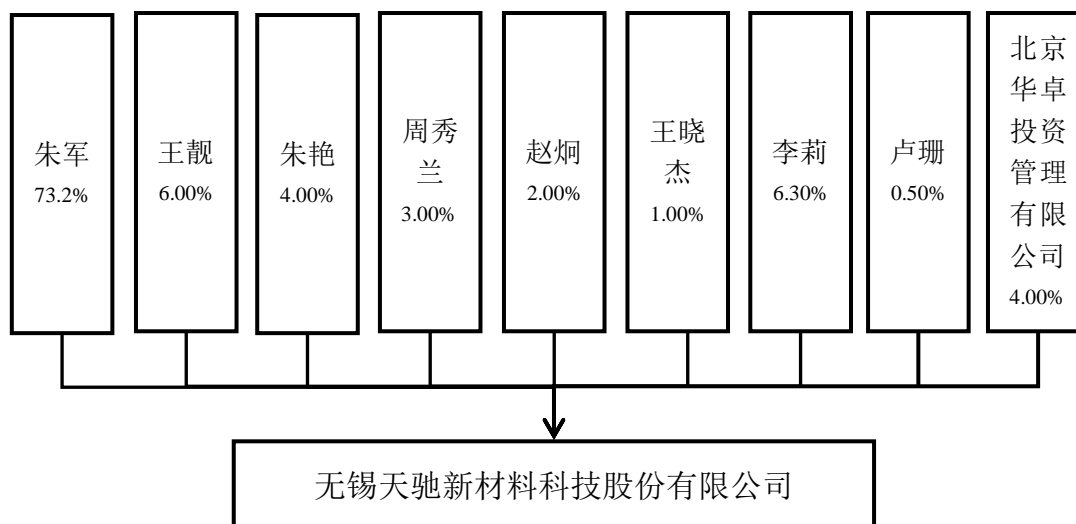 朱军
73.2%
王靓
6.00%
朱艳
4.00%
周秀
兰
3.00%
赵炯
2.00%
王晓
杰
1.00%
李莉
6.30%
卢珊
0.50%
北京
华卓
投资
管理
有限
公司
4.00%
无锡天驰新材料科技股份有限公司